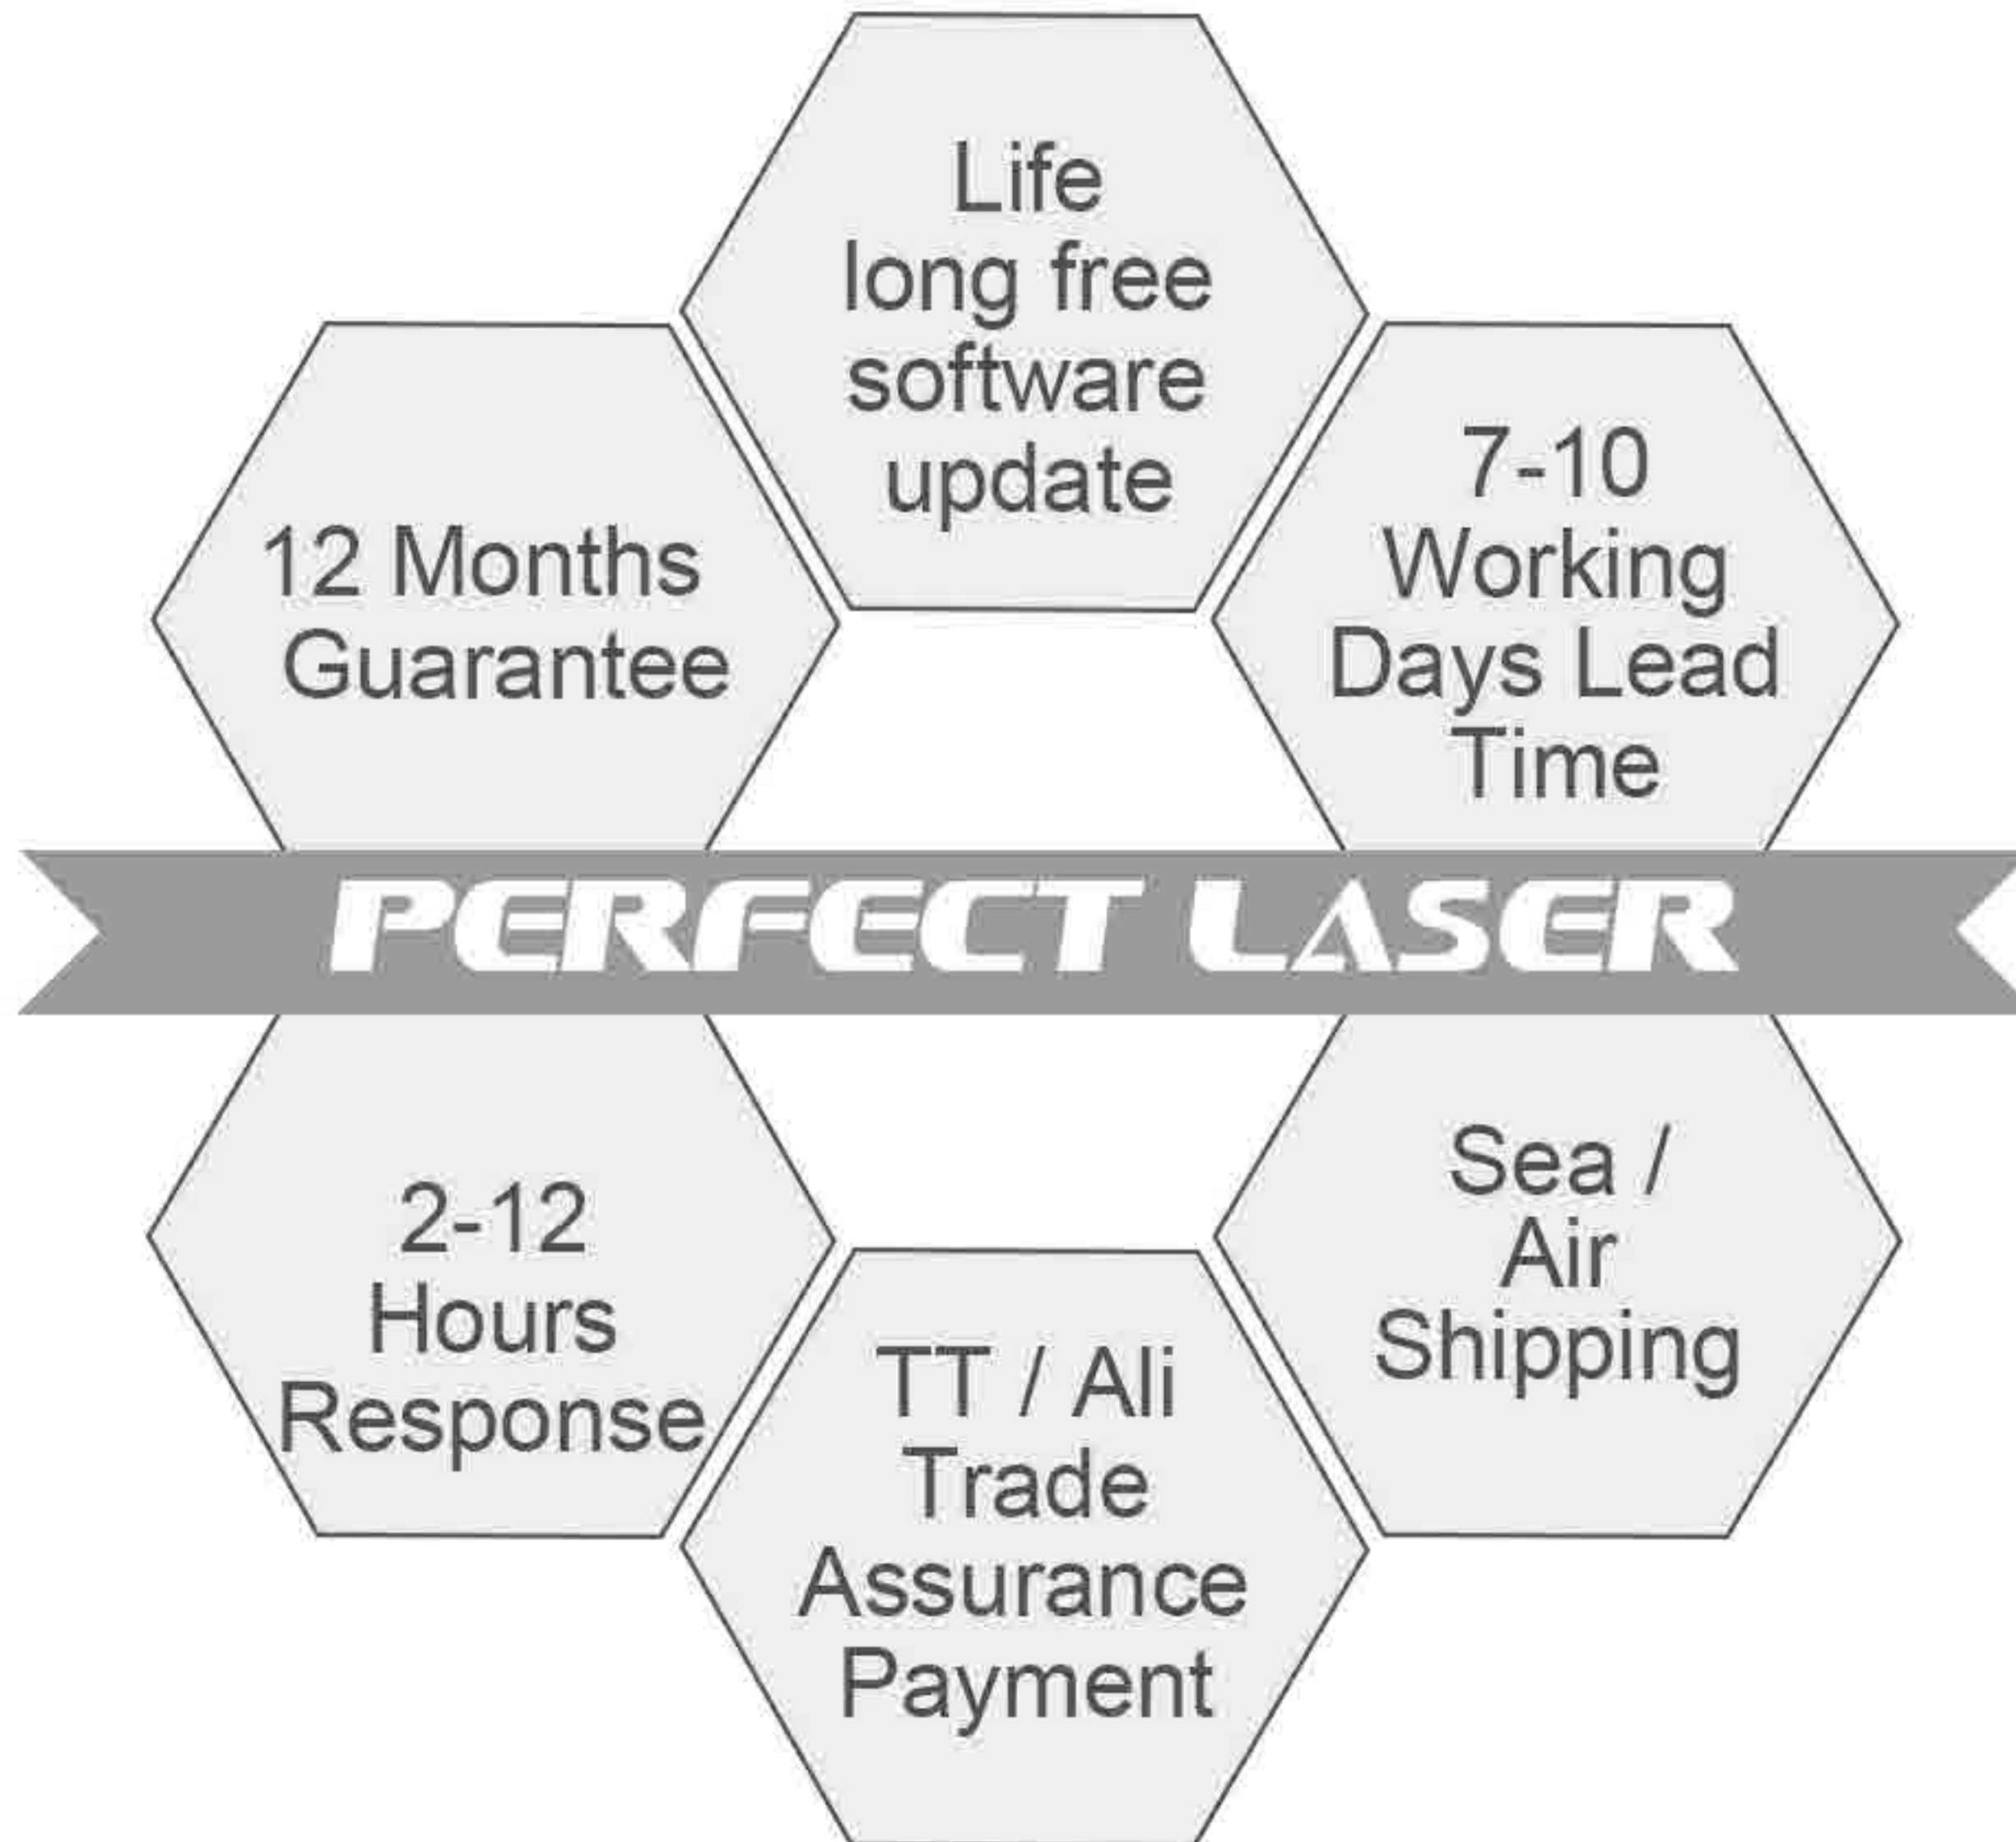 Life
long free
software
update
12 Months
Guarantee
7-10
Working
Days Lead
Time
PERFECT LASER
2-12
Hours
Response
TT / Ali
Trade
Assurance
Payment
Sea /
Air
Shipping